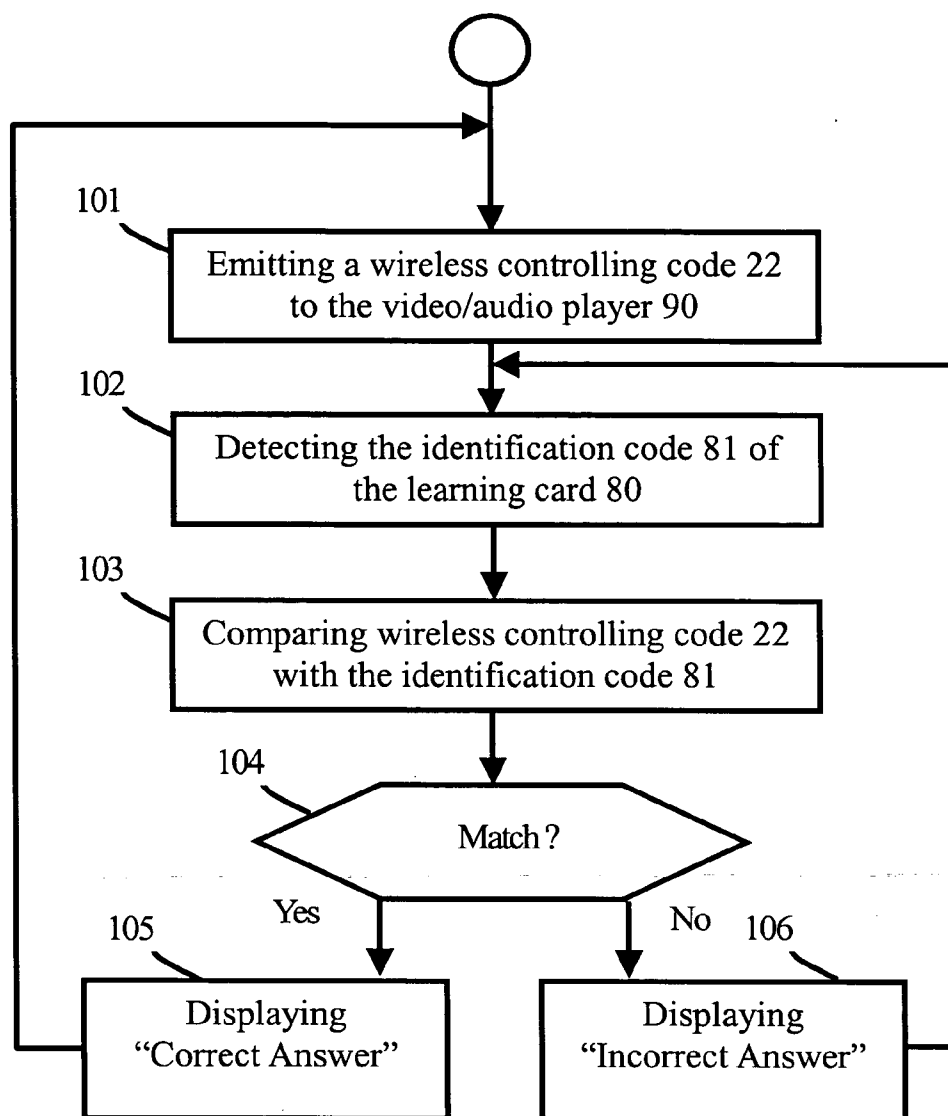 101
Emitting a wireless controlling code 22
to the video/audio player 90
102
Detecting the identification code 81 of
the learning card 80
103
Comparing wireless controlling code 22
with the identification code 81
104
Match ?
Yes
No
105
106
Displaying
“Correct Answer”
Displaying
“Incorrect Answer”